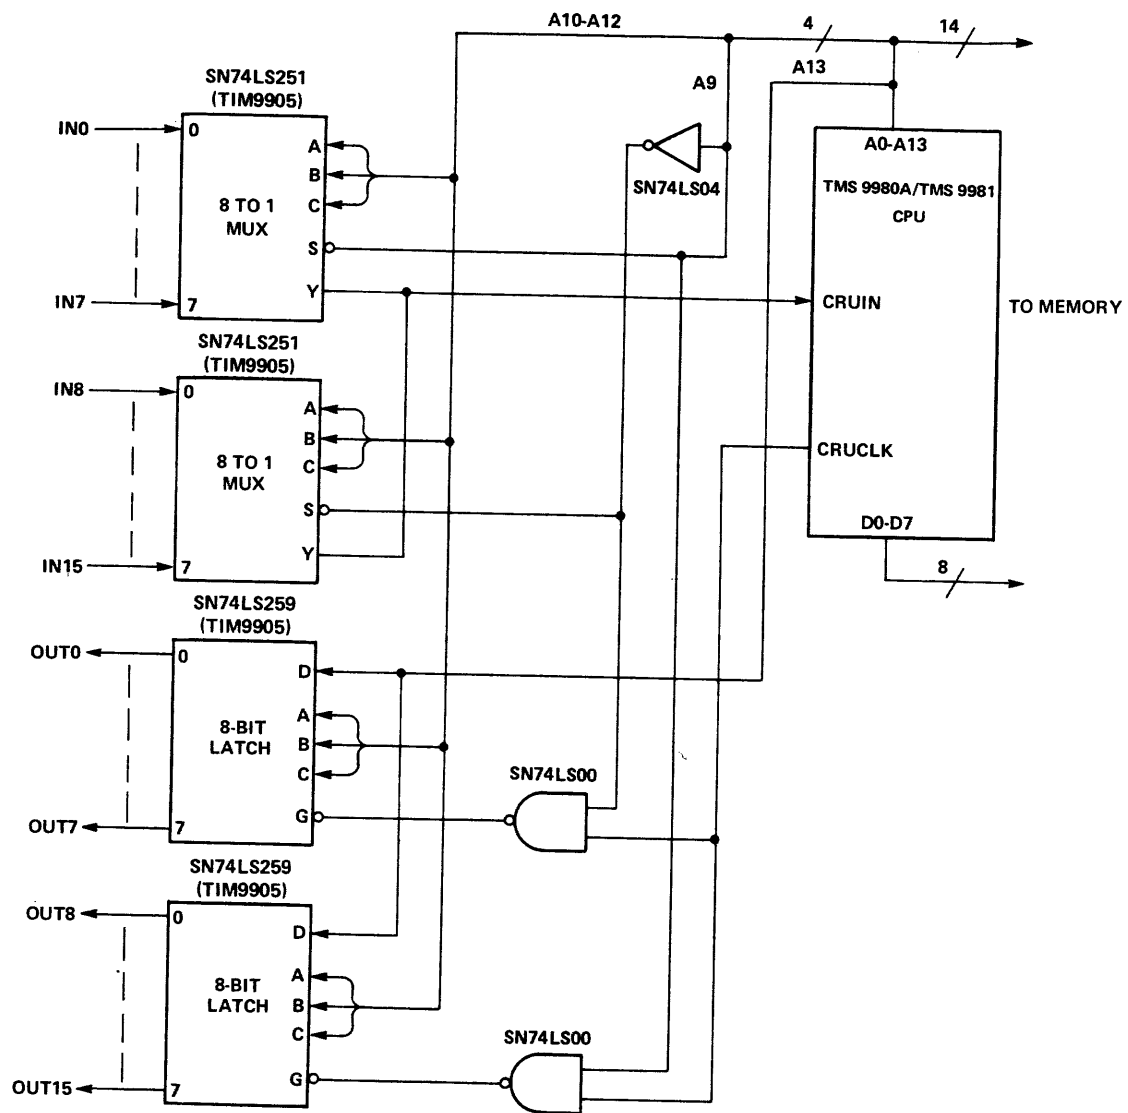 A10-A12
4
14
A13
A9
SN74LS251
(TIM9905)
IN0
0
A
B
C
8 TO 1
MUX
S
Y
IN7
7
SN74LS04
A0-A13
TMS 9980A/TMS 9981
CPU
CRUIN
TO MEMORY
CRUCLK
D0-D7
8
SN74LS251
(TIM9905)
IN8
0
A
B
C
8 TO 1
MUX
S
Y
IN15
7
SN74LS259
(TIM9905)
OUT0
0
D
A
B
C
8-BIT
LATCH
G
OUT7
7
SN74LS00
SN74LS259
(TIM9905)
OUT8
0
D
A
B
C
8-BIT
LATCH
G
OUT15
7
SN74LS00